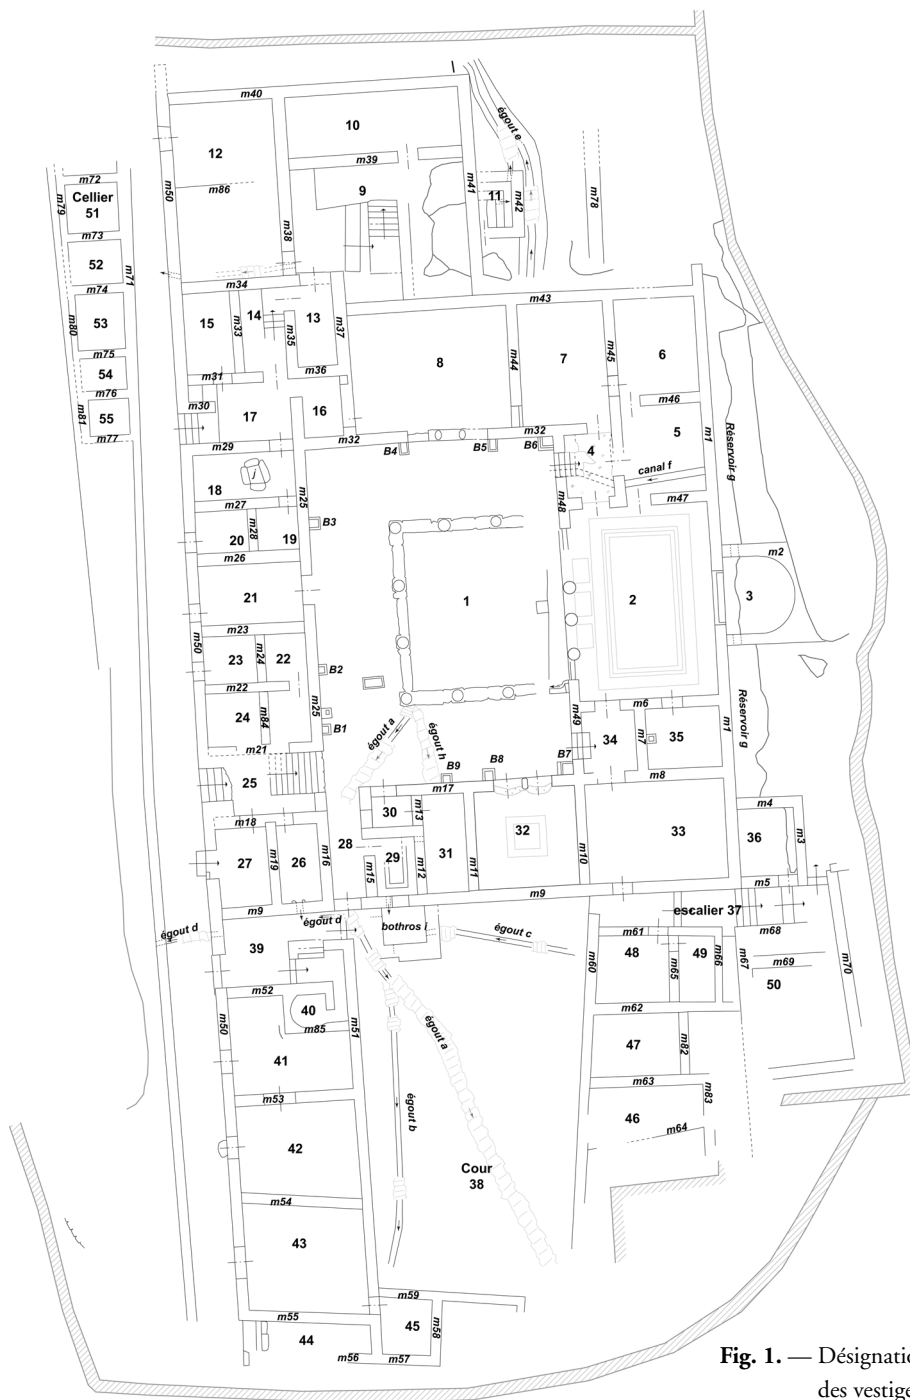 m40
égout e
10
12
m39
m86
9
m50
m38
m41
11
m42
m78
m72
Cellier
51
m79
m73
52
m71
m74
m80
53
m75
54
m76
m81
55
m77
m34
14
13
15
m33
m35
m37
m31
m36
m30
17
16
m29
m32
m43
8
m44
7
m45
6
m46
5
m1
m32
B4
B5
B6
4
canal f
m47
m48
Réservoir g
18
j
m25
m27
m28
20
19
B3
m26
21
m23
m50
23
m24
22
m22
B2
24
m84
m25
B1
m21
1
2
m2
3
m6
m49
34
m7
35
m1
Réservoir g
égout a
égout h
B9
B8
B7
m8
25
m17
m18
30
m13
32
33
m4
36
m3
27
m19
26
m16
28
29
m15
m12
31
m11
m10
m9
m5
m9
égout d
égout d
bothros i
égout c
escalier 37
39
m61
m68
m60
48
m65
49
m66
m67
m69
m70
50
m52
40
m85
m51
m50
41
m62
47
m82
m53
égout a
égout b
m63
46
m83
m64
42
Cour
38
m54
43
m59
m55
45
m58
44
m56
m57
Fig. 1. — Désignatio
des vestige